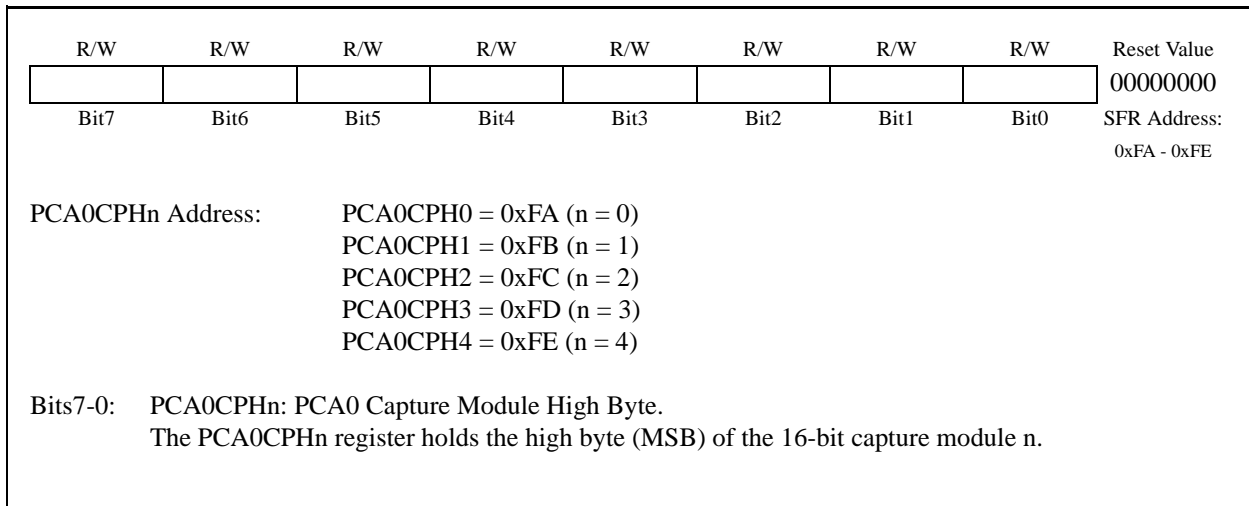 R/W R/W R/W R/W R/W R/W R/W R/W Reset Value
00000000
Bit7 Bit6 Bit5 Bit4 Bit3 Bit2 Bit1 Bit0 SFR Address:
0xFA - 0xFE
PCA0CPHn Address: PCA0CPH0 = 0xFA (n = 0)
PCA0CPH1 = 0xFB (n = 1)
PCA0CPH2 = 0xFC (n = 2)
PCA0CPH3 = 0xFD (n = 3)
PCA0CPH4 = 0xFE (n = 4)
Bits7-0: PCA0CPHn: PCA0 Capture Module High Byte.
The PCA0CPHn register holds the high byte (MSB) of the 16-bit capture module n.